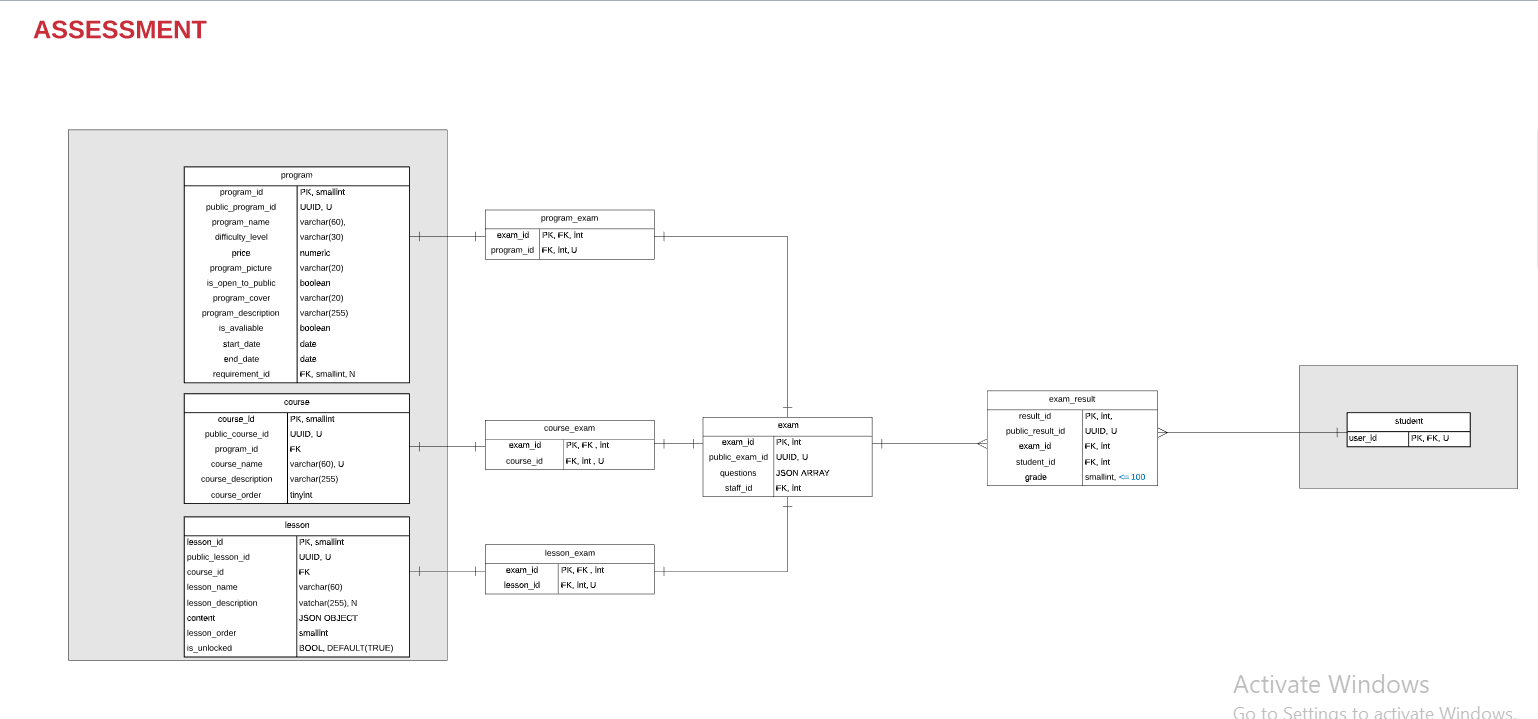 ASSESSMENT
program
program_id PK, smallint
public_program_id UUID, U
program_name varchar(60),
difficulty_level varchar(30)
price numeric
program_picture varchar(20)
is_open_to_public boolean
program_cover varchar(20)
program_description varchar(255)
is_avaliable boolean
start_date date
end_date date
requirement_id FK, smallint, N
course
course_id PK, smallint
public_course_id UUID, U
program_id FK
course_name varchar(60), U
course_description varchar(255)
course_order tinyint
lesson
lesson_id PK, smallint
public_lesson_id UUID, U
course_id FK
lesson_name varchar(60)
lesson_description vatchar(255), N
content JSON OBJECT
lesson_order smallint
is_unlocked BOOL, DEFAULT(TRUE)
program_exam
exam_id PK, FK, int
program_id FK, int, U
course_exam
exam_id PK, FK , int
course_id FK, int , U
lesson_exam
exam_id PK, FK , int
lesson_id FK, int, U
exam
exam_id PK, int
public_exam_id UUID, U
questions JSON ARRAY
staff_id FK, int
exam_result
result_id PK, int,
public_result_id UUID, U
exam_id FK, int
student_id FK, int
grade smallint, <= 100
student
user_id PK, FK, U
Activate Windows
Go to Settings to activate Windows.